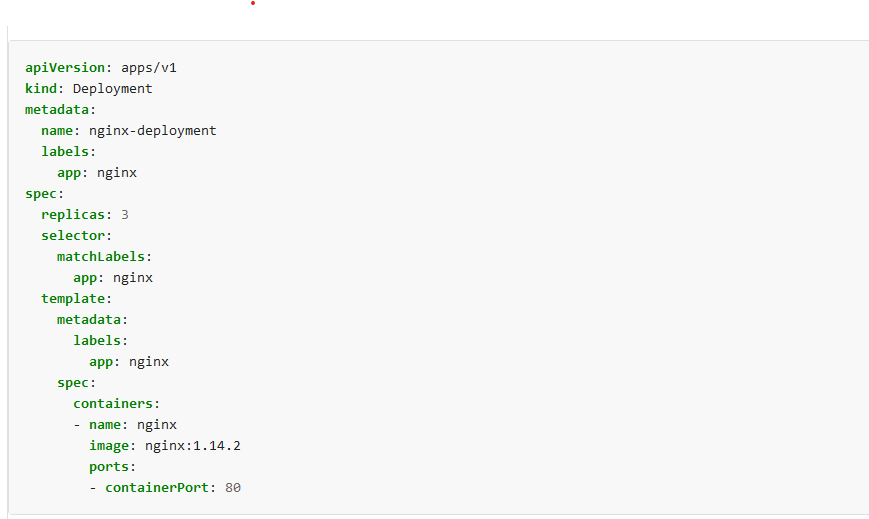 apiVersion: apps/v1
kind: Deployment
metadata:
  name: nginx-deployment
  labels:
    app: nginx
spec:
  replicas: 3
  selector:
    matchLabels:
      app: nginx
  template:
    metadata:
      labels:
        app: nginx
    spec:
      containers:
      - name: nginx
        image: nginx:1.14.2
        ports:
        - containerPort: 80